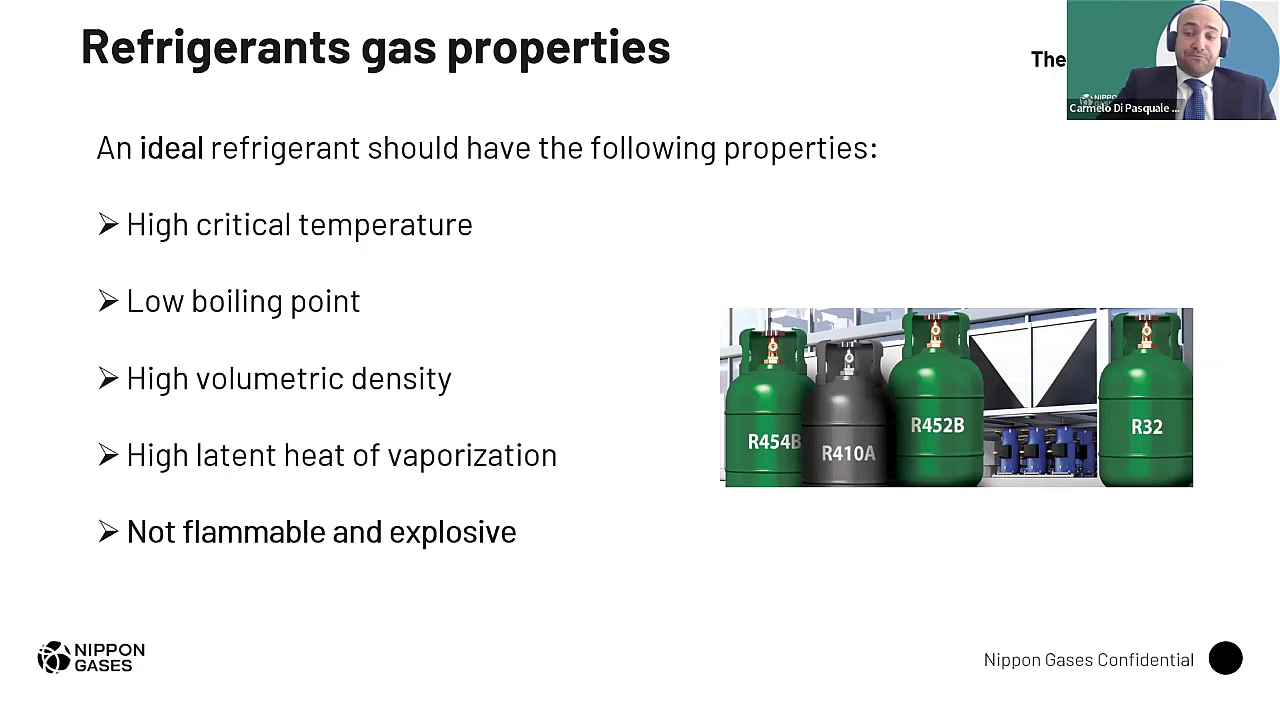 Refrigerants gas properties
The
Carmelo Di Pasquale ...
An ideal refrigerant should have the following properties:
➢ High critical temperature
➢ Low boiling point
➢ High volumetric density
➢ High latent heat of vaporization
➢ Not flammable and explosive
R454B
R410A
R452B
R32
NIPPON
GASES
Nippon Gases Confidential